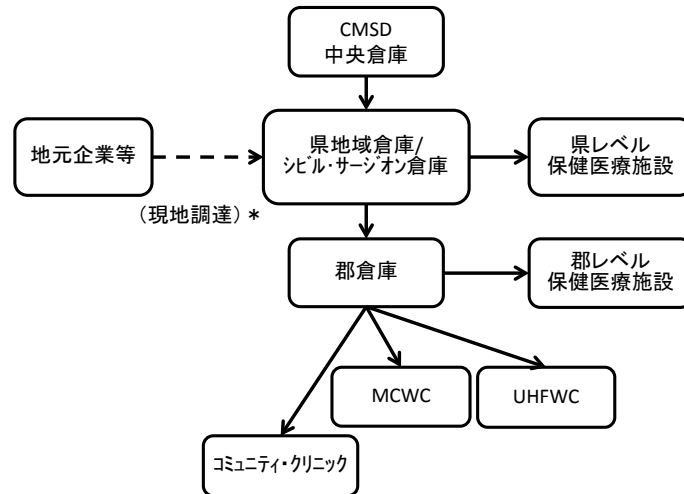 CMSD
中央倉庫
地元企業等
県地域倉庫/
シビル・サージオン倉庫
県レベル
保健医療施設
（現地調達）*
郡倉庫
郡レベル
保健医療施設
MCWC
UHFWC
コミュニティ・クリニック